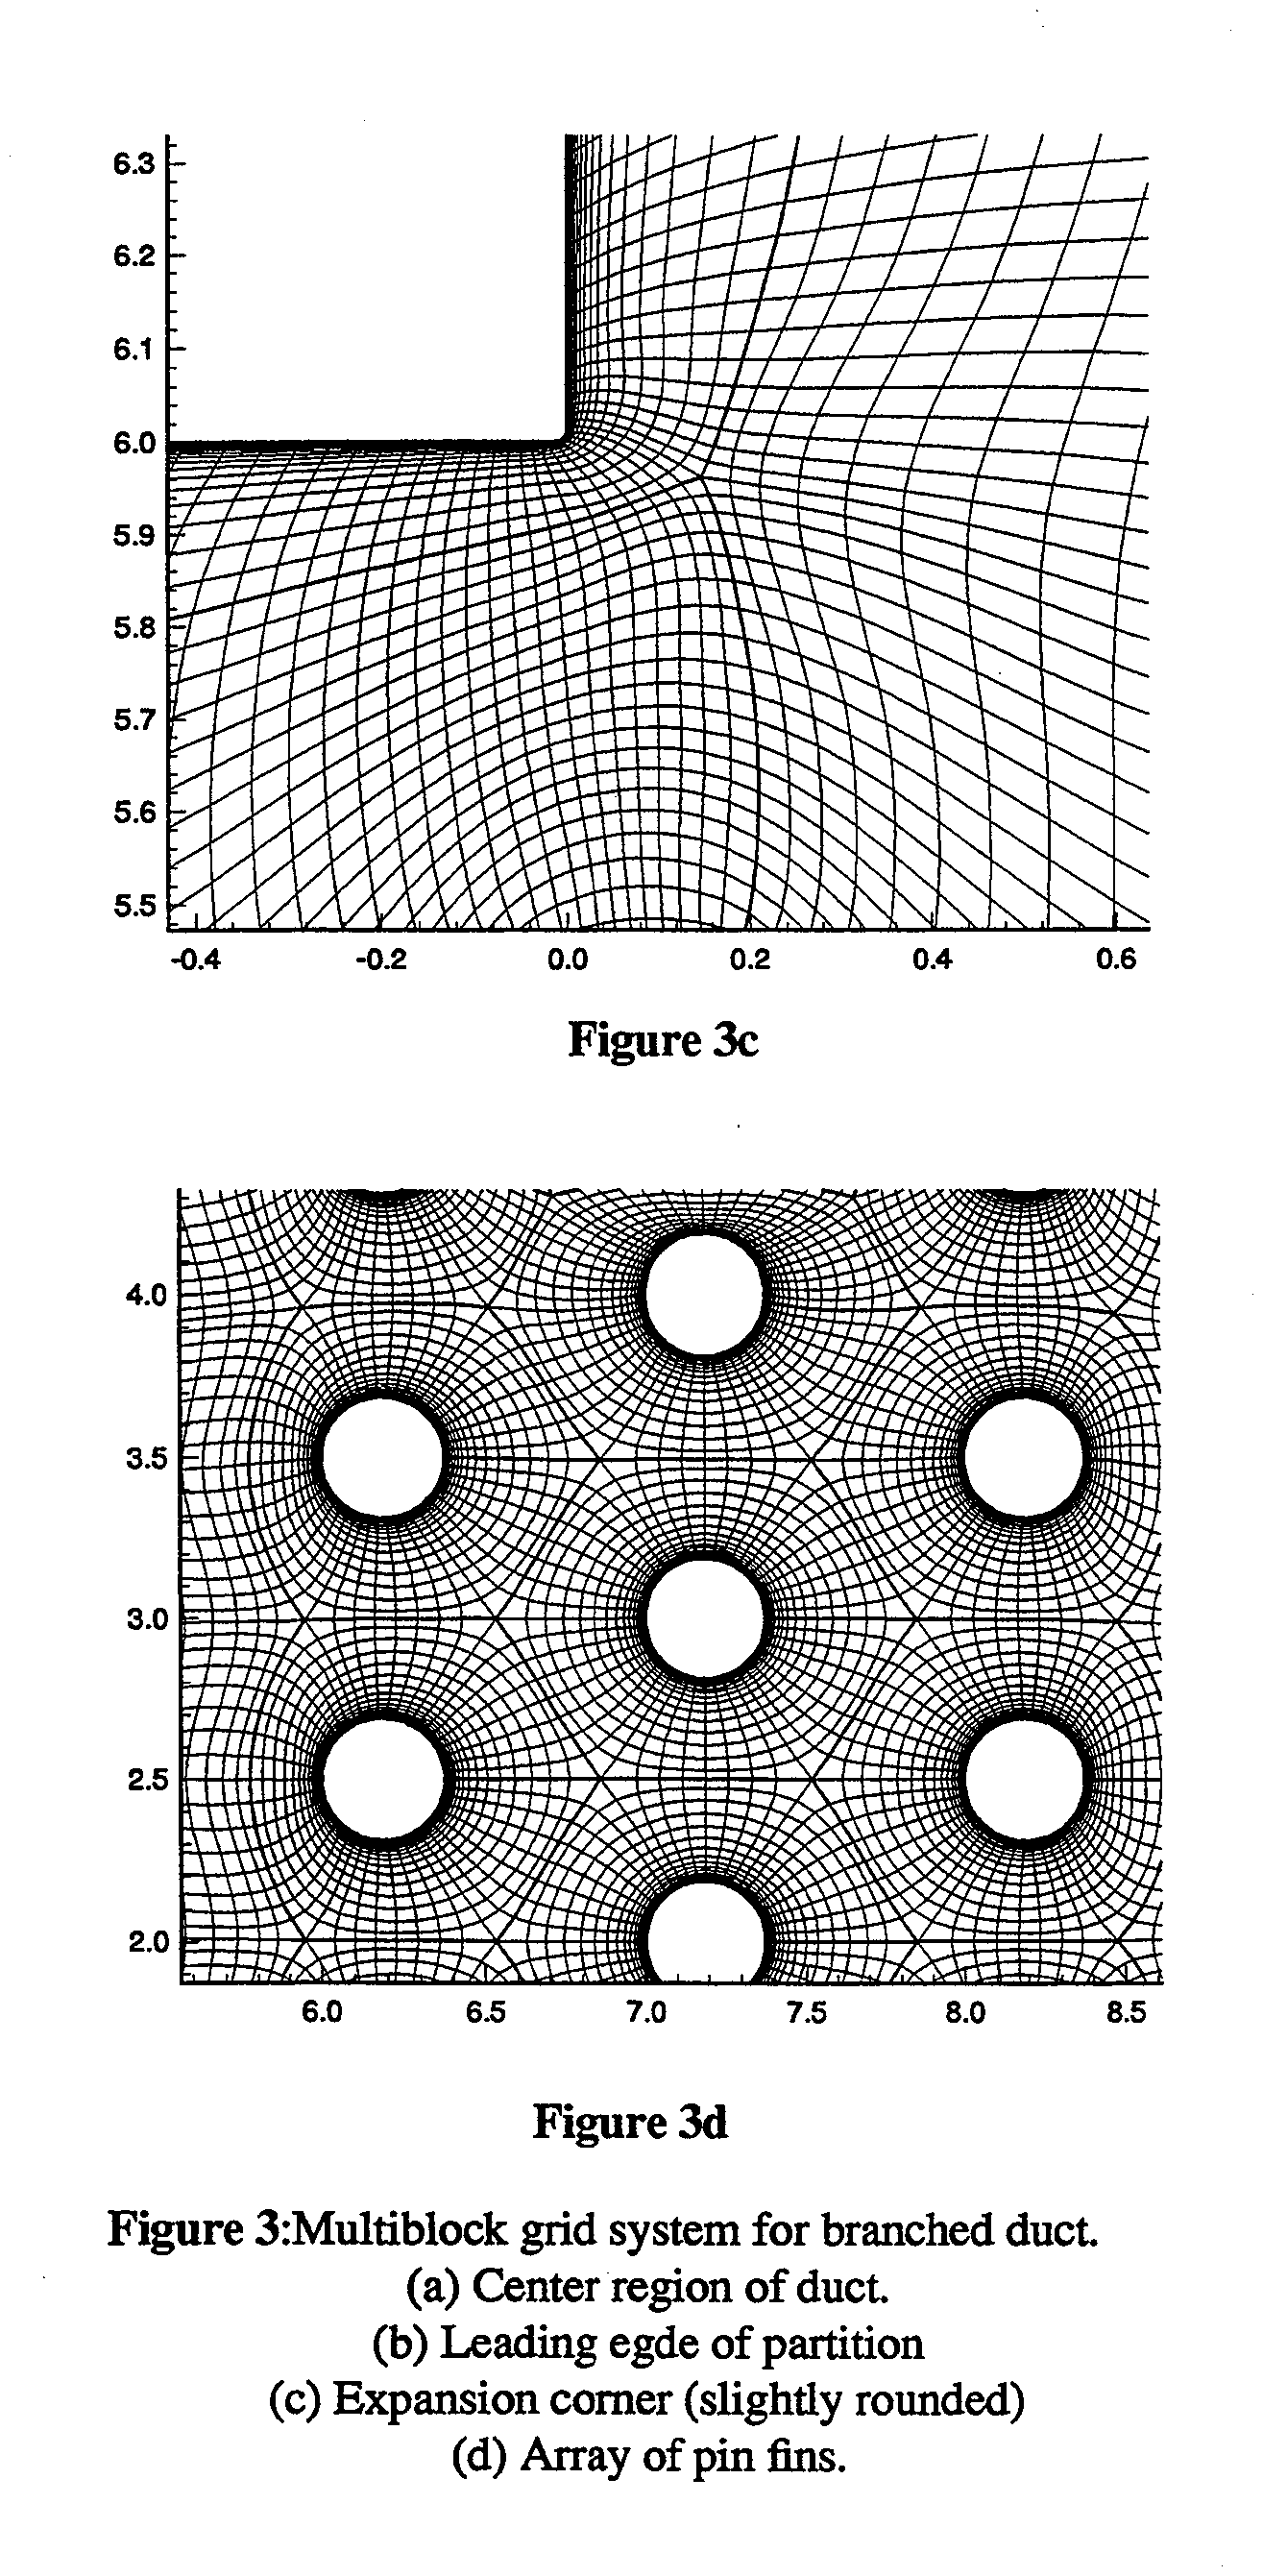 6.3
6.2
6.1
6.0
5.9
5.8
5.7
5.6
5.5
-0.4 -0.2 0.0 0.2 0.4 0.6
Figure 3c
4.0
3.5
3.0
2.5
2.0
6.0 6.5 7.0 7.5 8.0 8.5
Figure 3d
Figure 3:Multiblock grid system for branched duct.
(a) Center region of duct.
(b) Leading egde of partition
(c) Expansion corner (slightly rounded)
(d) Array of pin fins.